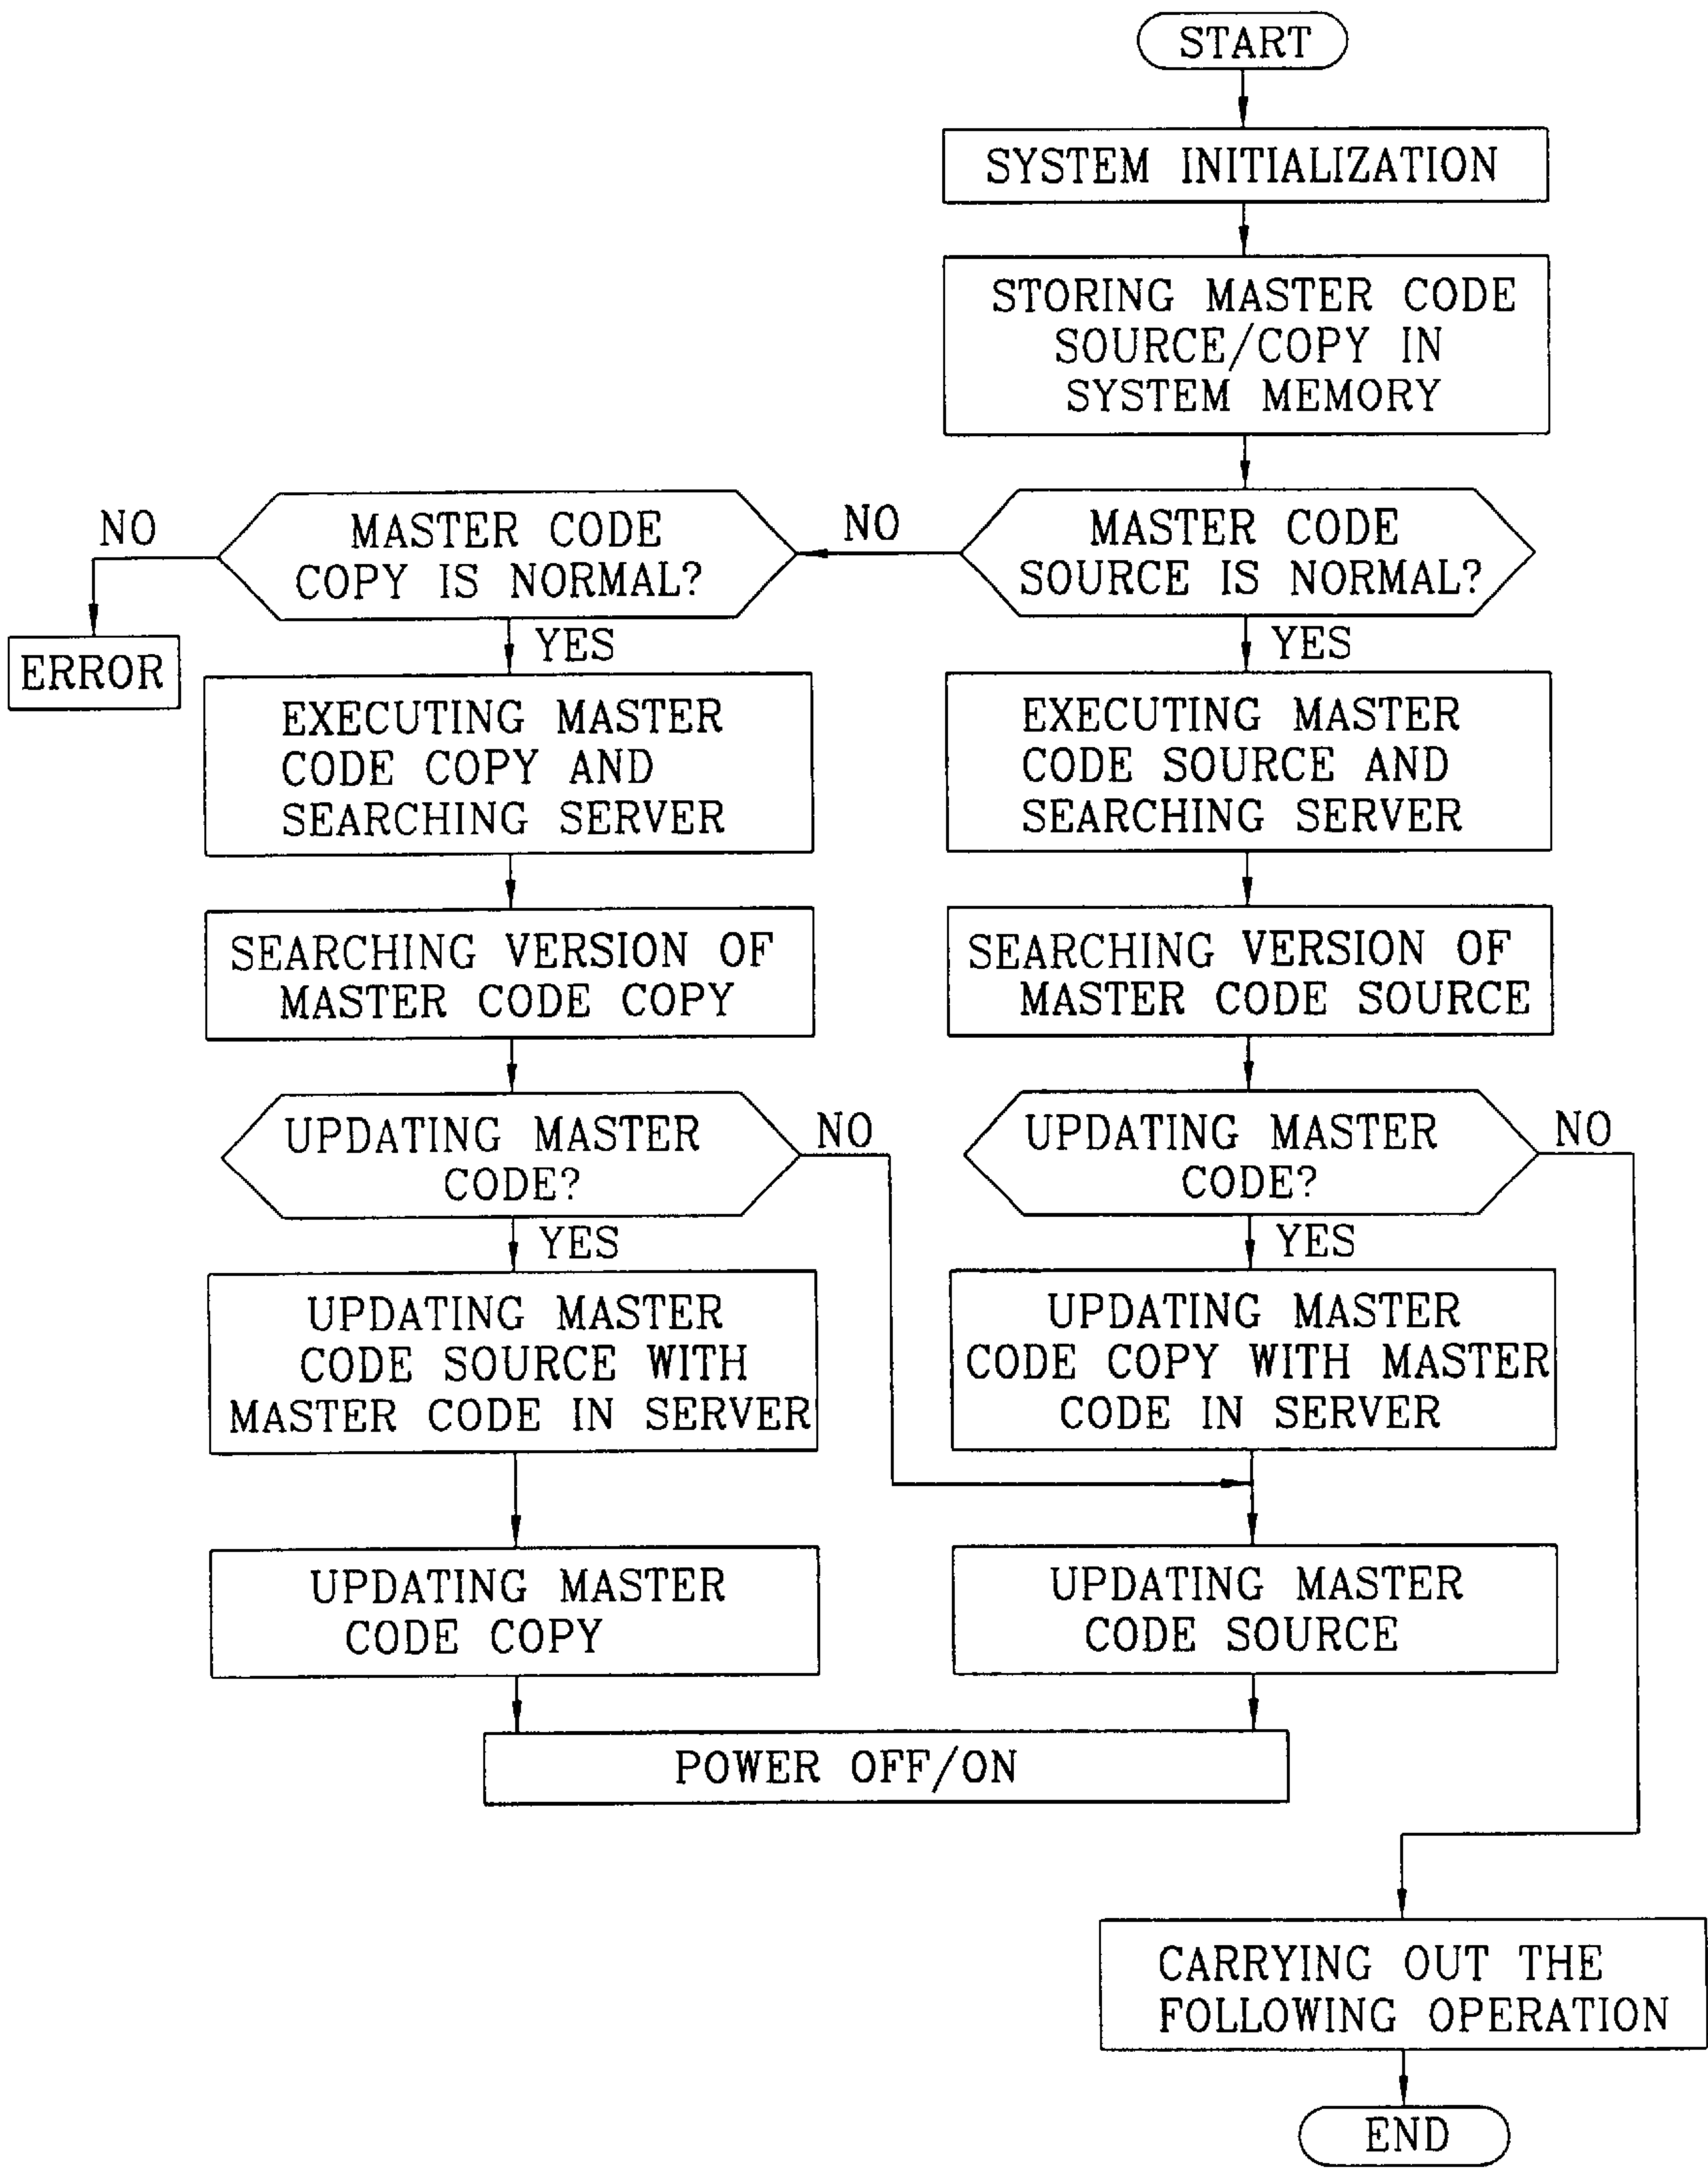 START
SYSTEM INITIALIZATION
STORING MASTER CODE
SOURCE/COPY IN
SYSTEM MEMORY
MASTER CODE
SOURCE IS NORMAL?
NO
YES
MASTER CODE
COPY IS NORMAL?
NO
ERROR
YES
EXECUTING MASTER
CODE COPY AND
SEARCHING SERVER
EXECUTING MASTER
CODE SOURCE AND
SEARCHING SERVER
SEARCHING VERSION OF
MASTER CODE COPY
SEARCHING VERSION OF
MASTER CODE SOURCE
UPDATING MASTER
CODE?
NO
YES
UPDATING MASTER
CODE?
NO
YES
UPDATING MASTER
CODE SOURCE WITH
MASTER CODE IN SERVER
UPDATING MASTER
CODE COPY WITH MASTER
CODE IN SERVER
UPDATING MASTER
CODE COPY
UPDATING MASTER
CODE SOURCE
POWER OFF/ON
CARRYING OUT THE
FOLLOWING OPERATION
END